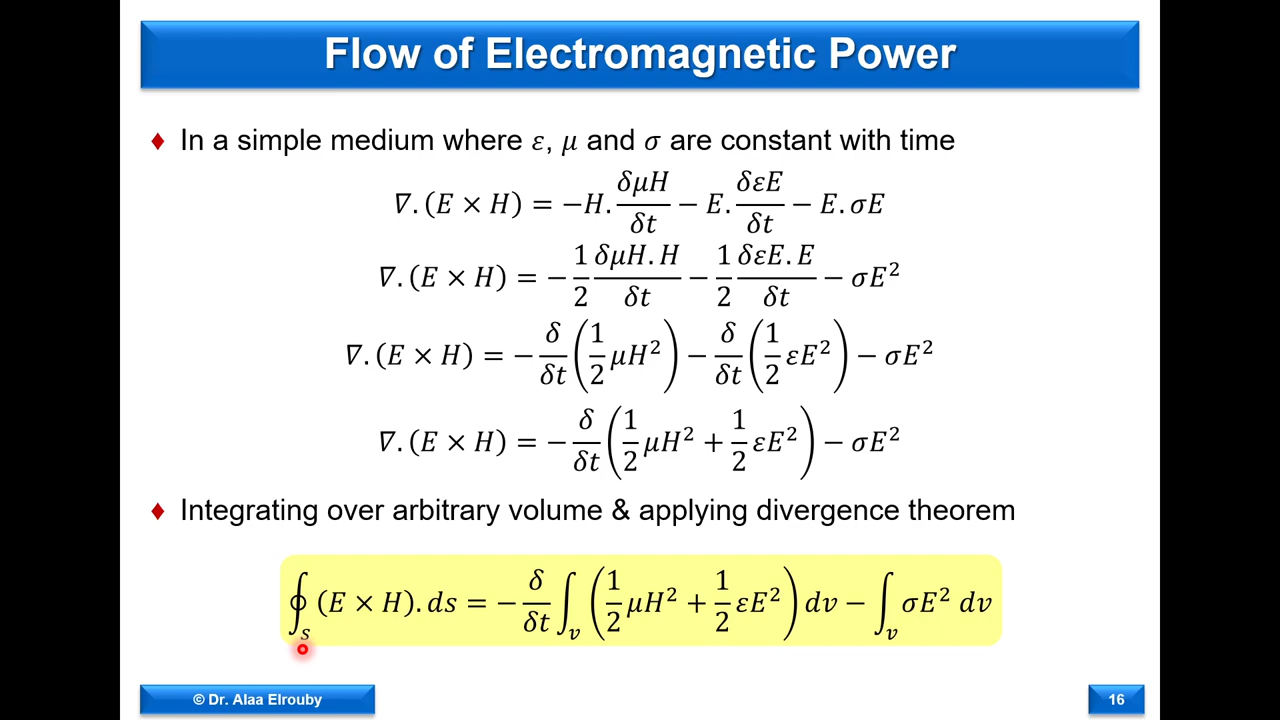 Flow of Electromagnetic Power
♦ In a simple medium where ε, μ and σ are constant with time
∇.(E × H) = −H. δμH/δt − E. δεE/δt − E. σE
∇.(E × H) = − 1/2 δμH. H/δt − 1/2 δεE. E/δt − σE²
∇.(E × H) = − δ/δt (1/2 μH²) − δ/δt (1/2 εE²) − σE²
∇.(E × H) = − δ/δt (1/2 μH² + 1/2 εE²) − σE²
♦ Integrating over arbitrary volume & applying divergence theorem
∮_s (E × H). ds = − δ/δt ∫_v (1/2 μH² + 1/2 εE²) dv − ∫_v σE² dv
© Dr. Alaa Elrouby
16